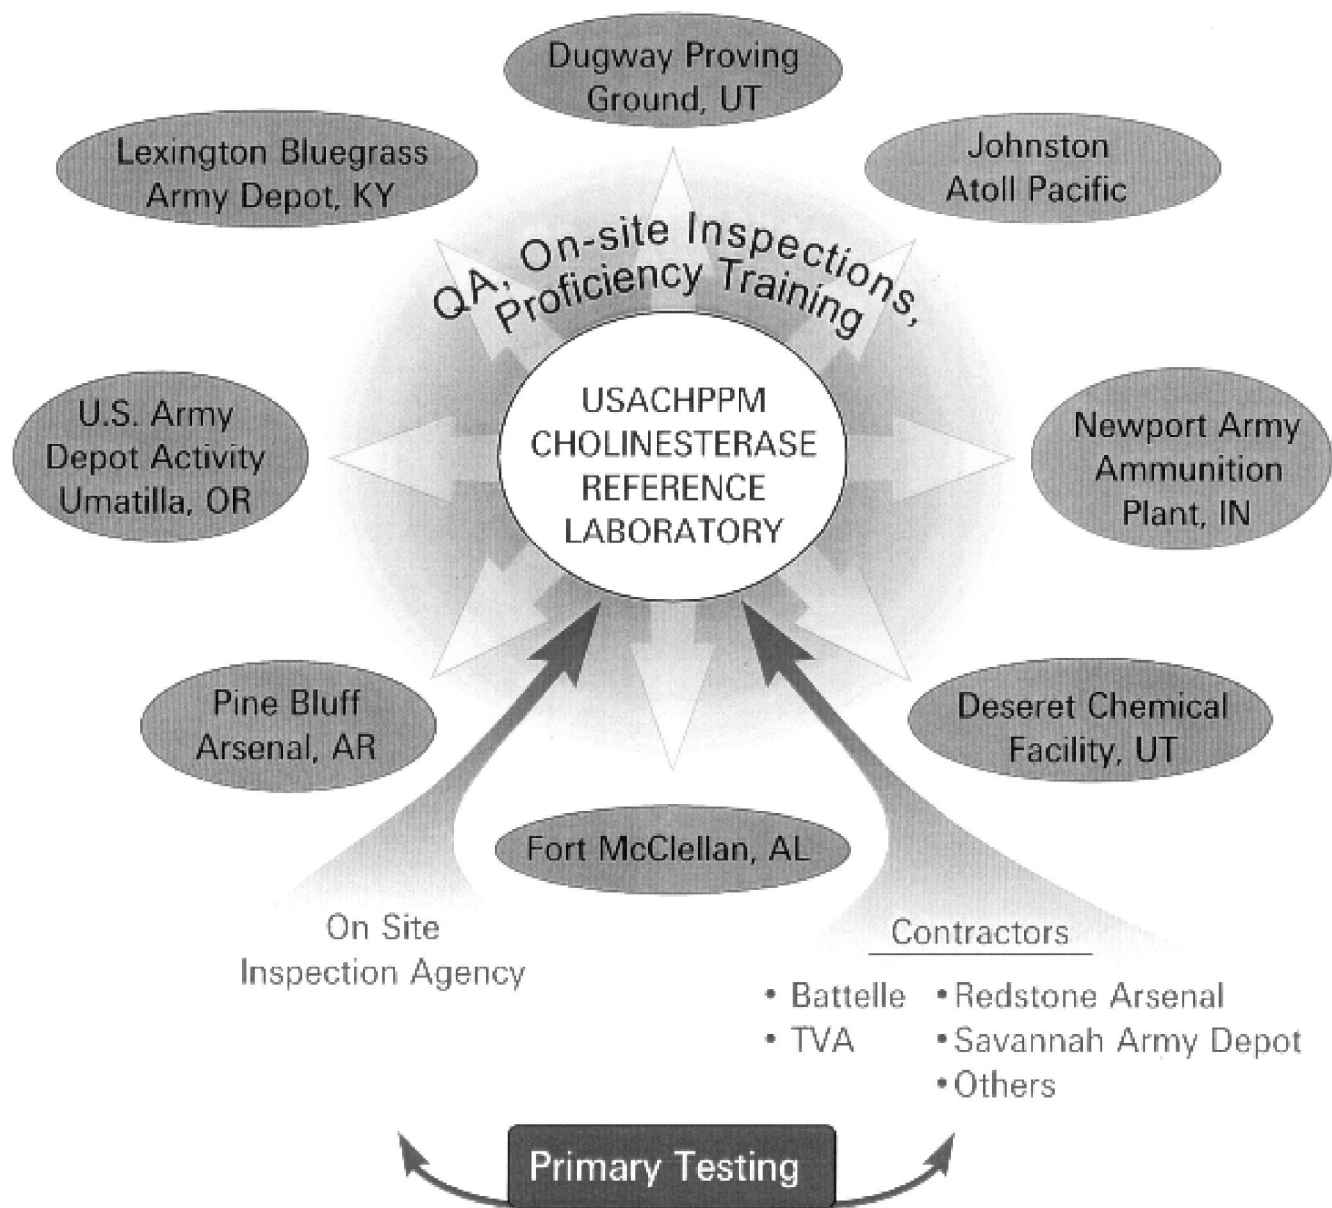 Dugway Proving
Ground, UT
Lexington Bluegrass
Army Depot, KY
Johnston
Atoll Pacific
QA, On-site Inspections,
Proficiency Training
USACHPPM
CHOLINESTERASE
REFERENCE
LABORATORY
U.S. Army
Depot Activity
Umatilla, OR
Newport Army
Ammunition
Plant, IN
Pine Bluff
Arsenal, AR
Deseret Chemical
Facility, UT
Fort McClellan, AL
On Site
Inspection Agency
Contractors
• Battelle
• TVA
• Redstone Arsenal
• Savannah Army Depot
• Others
Primary Testing